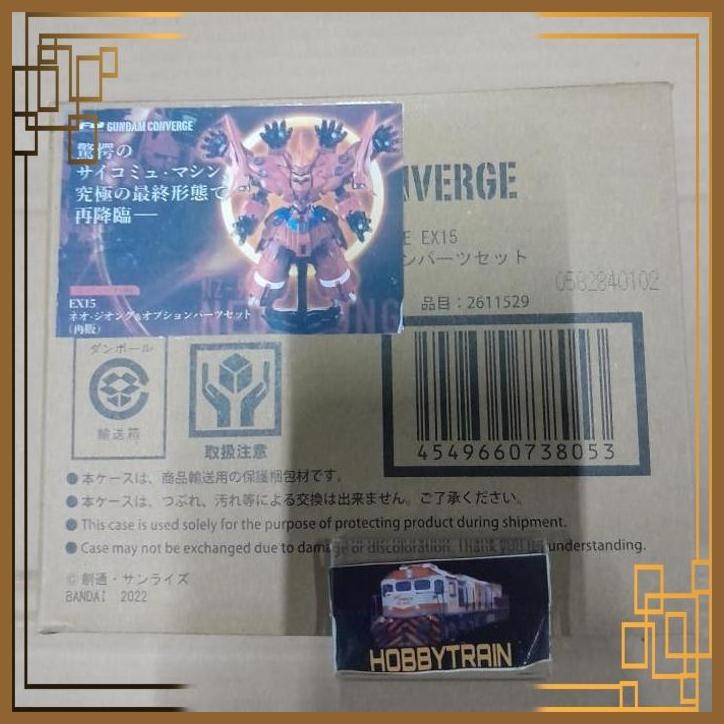 FW GUNDAM CONVERGE
驚愕の
サイコミュ・マシン
究極の最終形態で
再降臨―
EX15
ネオ・ジオング&オプションパーツセット
(再販)
VERGE
E EX15
ンパーツセット
0582840102
品目:2611529
4549660738053
ダンボール
輸送箱
取扱注意
●本ケースは、商品輸送用の保護梱包材です。
●本ケースは、つぶれ、汚れ等による交換は出来ません。ご了承ください。
●This case is used solely for the purpose of protecting product during shipment.
●Case may not be exchanged due to damage or discoloration. Thank you for understanding.
©創通・サンライズ
BANDAI 2022
HOBBYTRAIN